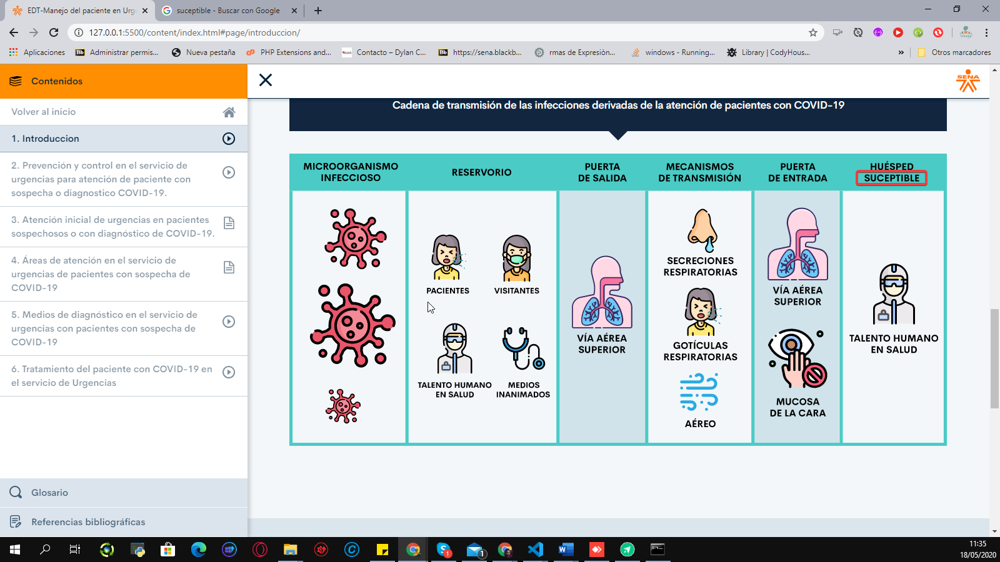 EDT-Manejo del paciente en Urg
suceptible - Buscar con Google
127.0.0.1:5500/content/index.html#page/introduccion/
Aplicaciones
Bb
Administrar permis...
Nueva pestaña
PHP Extensions and...
Contacto – Dylan C...
Bb
https://sena.blackb...
rmas de Expresiòn...
windows - Running...
Library | CodyHous...
»
Otros marcadores
Contenidos
SENA
Volver al inicio
1. Introduccion
2. Prevención y control en el servicio de
urgencias para atención de paciente con
sospecha o diagnostico COVID-19.
3. Atención inicial de urgencias en pacientes
sospechosos o con diagnóstico de COVID-19.
4. Áreas de atención en el servicio de
urgencias de pacientes con sospecha de
COVID-19
5. Medios de diagnóstico en el servicio de
urgencias con pacientes con sospecha de
COVID-19
6. Tratamiento del paciente con COVID-19 en
el servicio de Urgencias
Glosario
Referencias bibliográficas
Cadena de transmisión de las infecciones derivadas de la atención de pacientes con COVID-19
MICROORGANISMO
INFECCIOSO
RESERVORIO
PACIENTES
VISITANTES
TALENTO HUMANO
EN SALUD
MEDIOS
INANIMADOS
PUERTA
DE SALIDA
VÍA AÉREA
SUPERIOR
MECANISMOS
DE TRANSMISIÓN
SECRECIONES
RESPIRATORIAS
GOTÍCULAS
RESPIRATORIAS
AÉREO
PUERTA
DE ENTRADA
VÍA AÉREA
SUPERIOR
MUCOSA
DE LA CARA
HUÉSPED
SUCEPTIBLE
TALENTO HUMANO
EN SALUD
1
1
11:35
18/05/2020